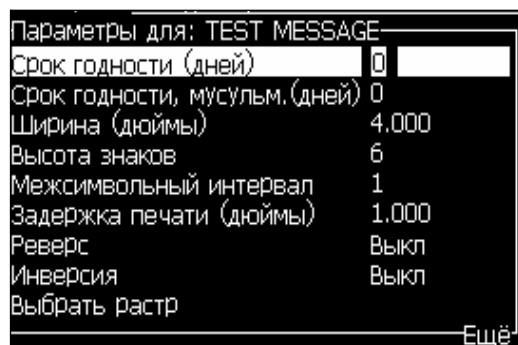 Параметры для: TEST MESSAGE
Срок годности (дней) 0
Срок годности, мусульм.(дней) 0
Ширина (дюймы) 4.000
Высота знаков 6
Межсимвольный интервал 1
Задержка печати (дюймы) 1.000
Реверс Выкл
Инверсия Выкл
Выбрать растр
Ещё